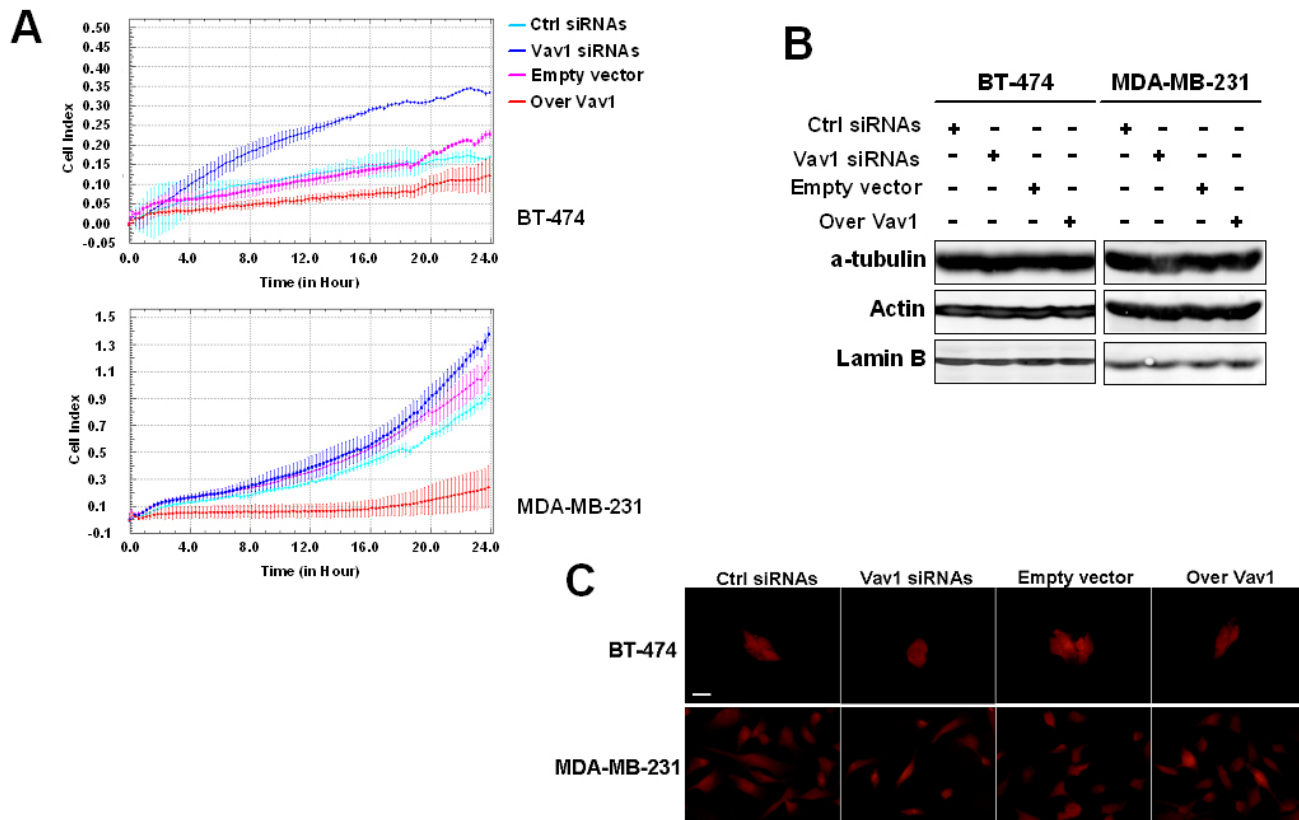 A
Ctrl siRNAs
Vav1 siRNAs
Empty vector
Over Vav1
Cell Index
0.50
0.45
0.40
0.35
0.30
0.25
0.20
0.15
0.10
0.05
0.00
-0.05
0.0 4.0 8.0 12.0 16.0 20.0 24.0
Time (in Hour)
BT-474
Cell Index
1.5
1.3
1.1
0.9
0.7
0.5
0.3
0.1
-0.1
0.0 4.0 8.0 12.0 16.0 20.0 24.0
Time (in Hour)
MDA-MB-231
B
BT-474 MDA-MB-231
Ctrl siRNAs + - - - + - - -
Vav1 siRNAs - + - - - + - -
Empty vector - - + - - - + -
Over Vav1 - - - + - - - +
a-tubulin
Actin
Lamin B
C
Ctrl siRNAs Vav1 siRNAs Empty vector Over Vav1
BT-474
MDA-MB-231